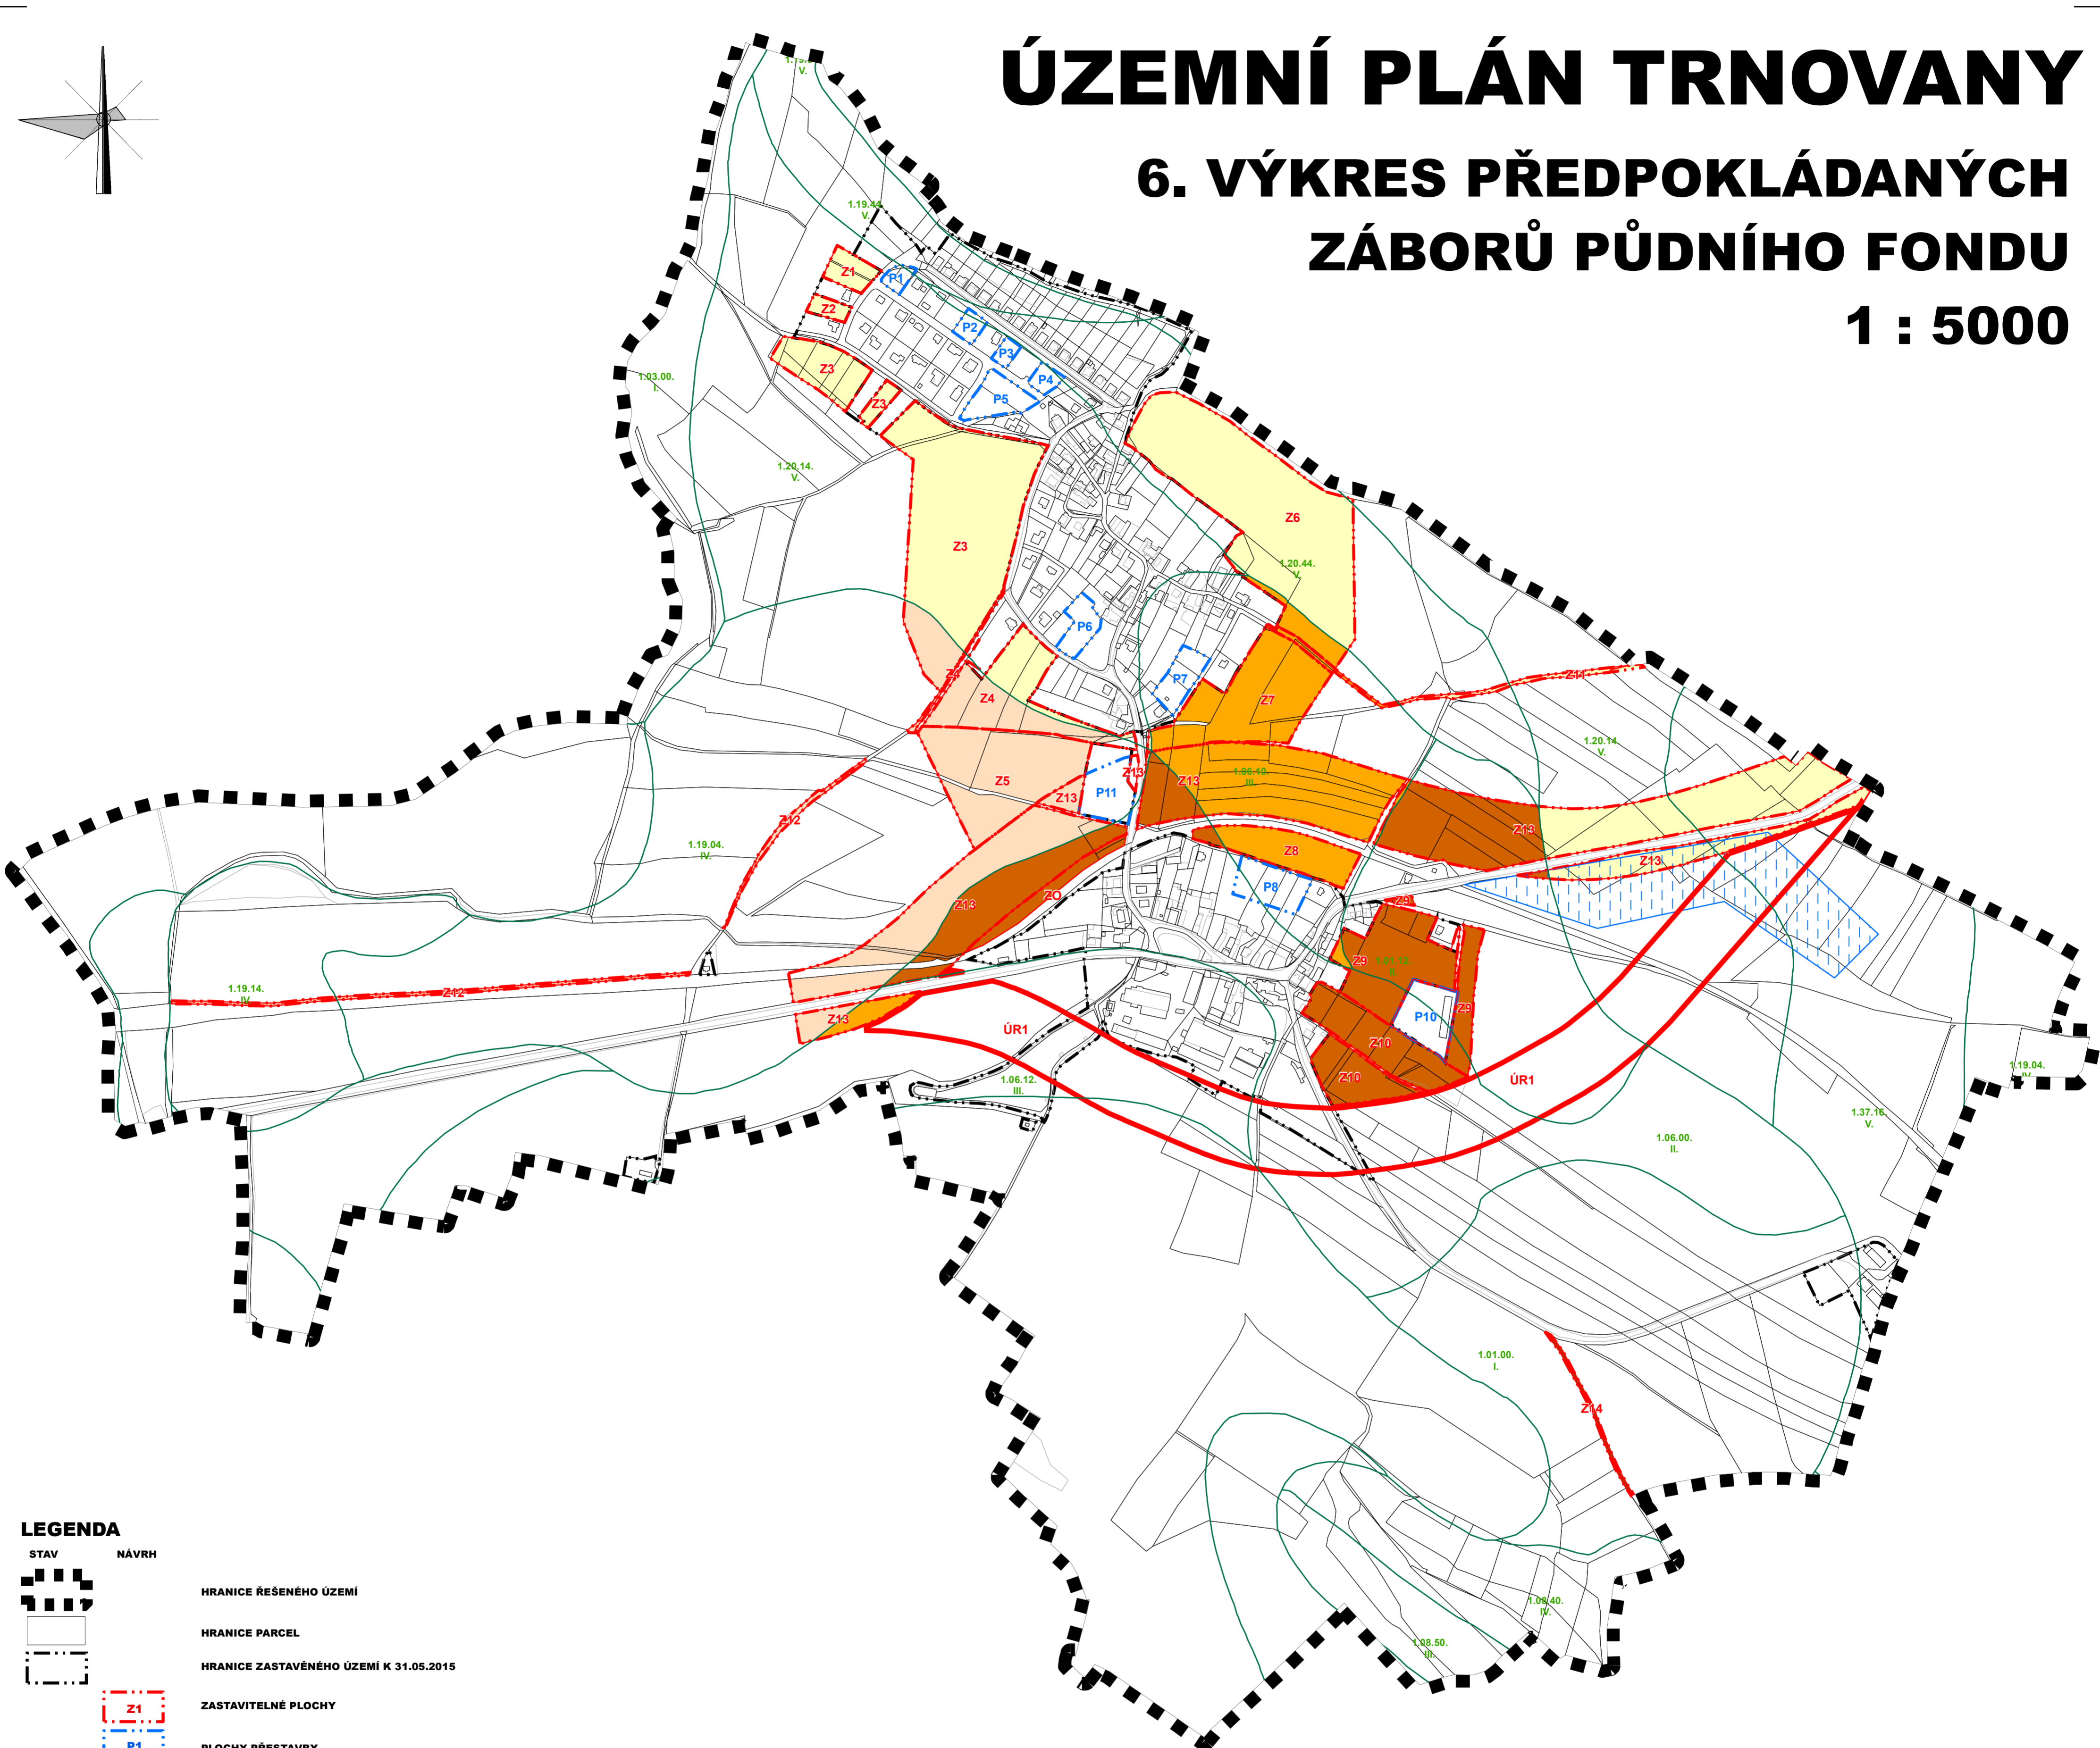 ÚZEMNÍ PLÁN TRNOVANY
6. VÝKRES PŘEDPOKLÁDANÝCH
ZÁBORŮ PŮDNÍHO FONDU
1 : 5000
V.
1.19.44.
V.
Z1
P1
Z2
P2
P3
Z3
P4
1.03.00.
I.
P5
Z3
1.20.14.
V.
Z6
Z3
1.20.44.
V.
P6
Z4
P7
Z11
Z4
Z7
1.20.14.
V.
Z5
Z13
Z13
1.06.10.
III.
P11
Z13
Z12
Z13
1.19.04.
IV.
Z8
Z13
P8
ZO
Z13
Z9
Z9
1.19.14.
IV.
Z12
Z9
P10
Z13
ÚR1
Z10
Z10
ÚR1
1.06.12.
III.
1.19.04.
IV.
1.37.16.
V.
1.06.00.
II.
1.01.00.
I.
Z14
1.08.40.
IV.
1.08.50.
III.
LEGENDA
STAV NÁVRH
HRANICE ŘEŠENÉHO ÚZEMÍ
HRANICE PARCEL
HRANICE ZASTAVĚNÉHO ÚZEMÍ K 31.05.2015
Z1 ZASTAVITELNÉ PLOCHY
P1 PLOCHY PŘESTAVBY